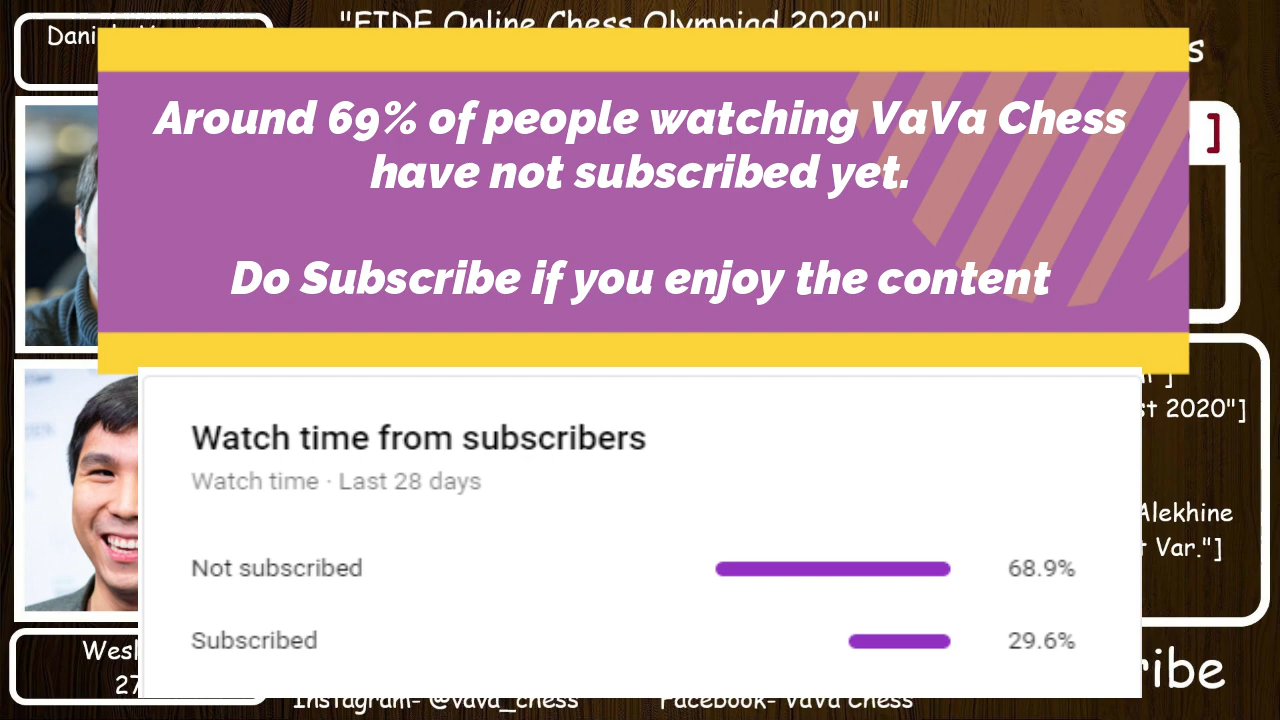 "FIDE Online Chess Olympiad 2020"
Around 69% of people watching VaVa Chess
have not subscribed yet.
Do Subscribe if you enjoy the content
]
"]
2020"]
Alekhine
Var."]
Watch time from subscribers
Watch time · Last 28 days
Not subscribed 68.9%
Subscribed 29.6%
Instagram- @vava_chess Facebook- VaVa Chess